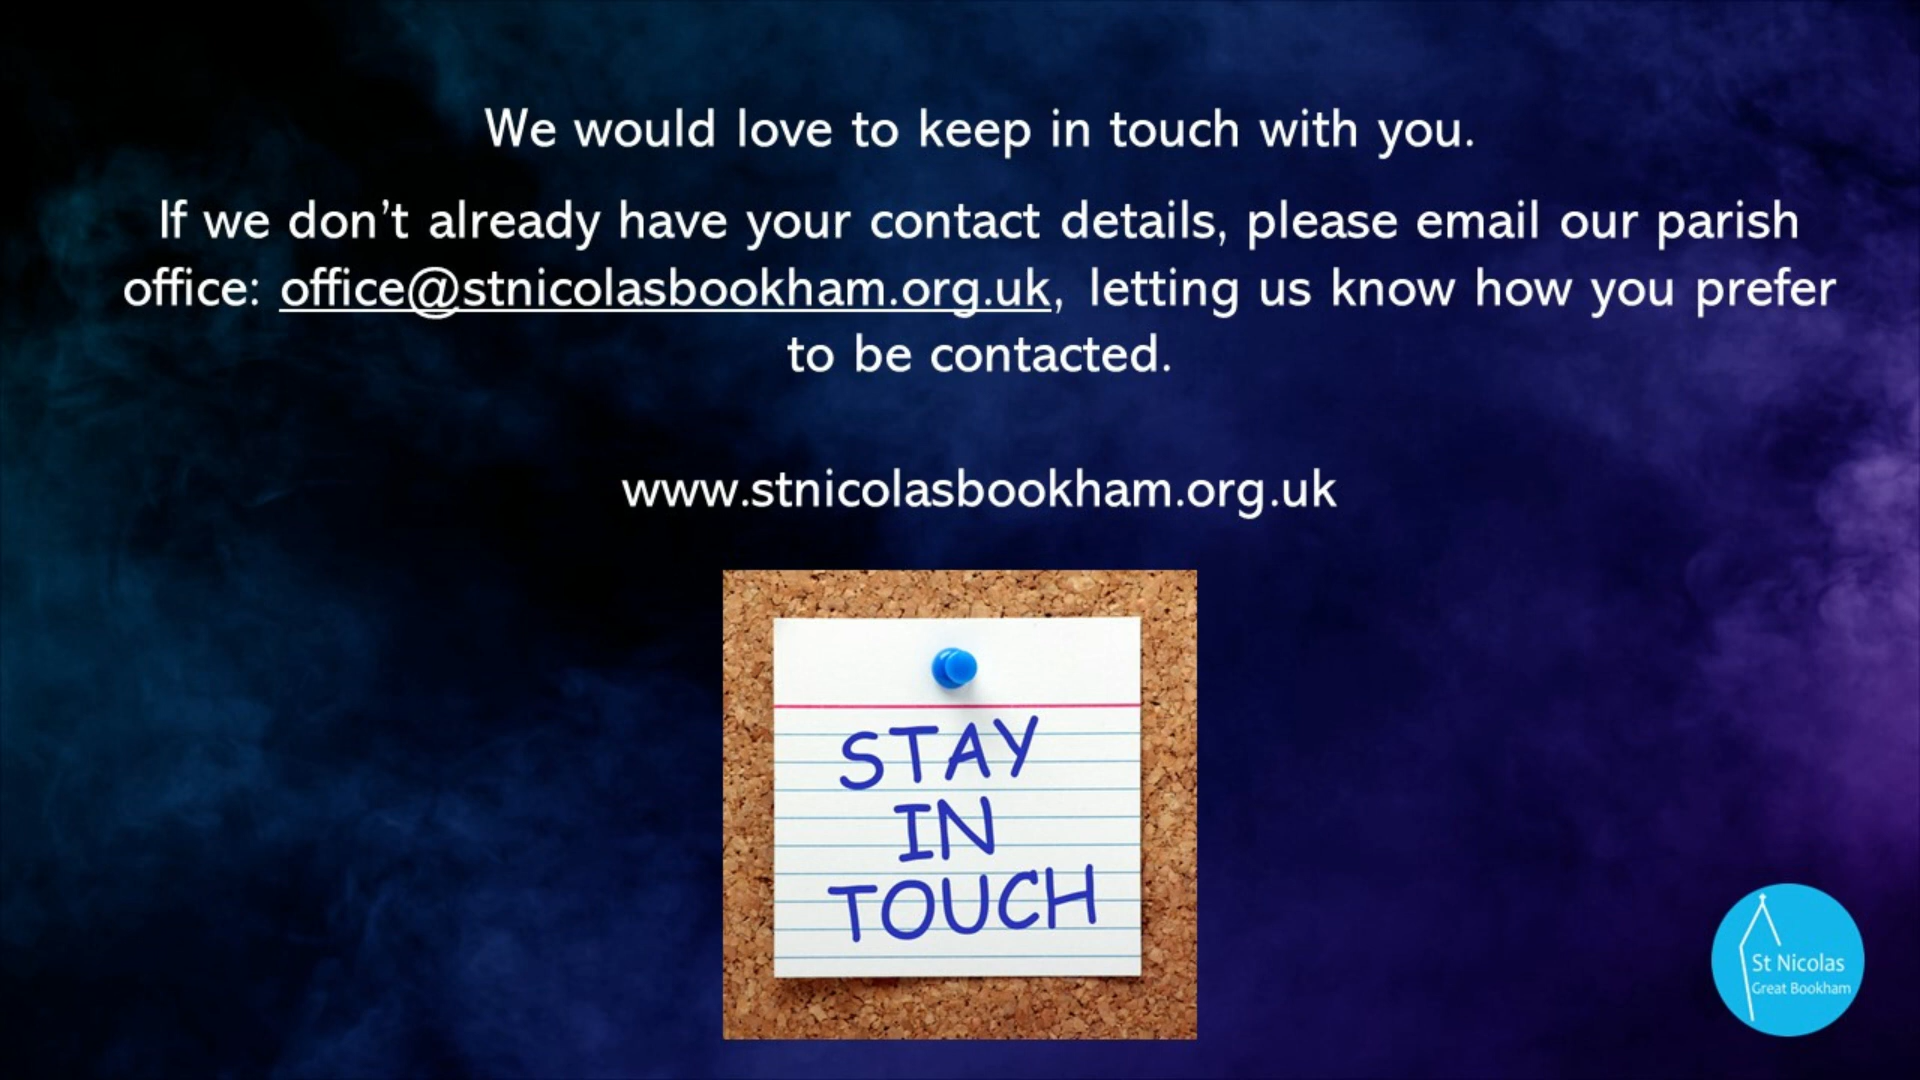 We would love to keep in touch with you.
If we don't already have your contact details, please email our parish
office: office@stnicolasbookham.org.uk, letting us know how you prefer
to be contacted.
www.stnicolasbookham.org.uk
STAY
IN
TOUCH
St Nicolas
Great Bookham